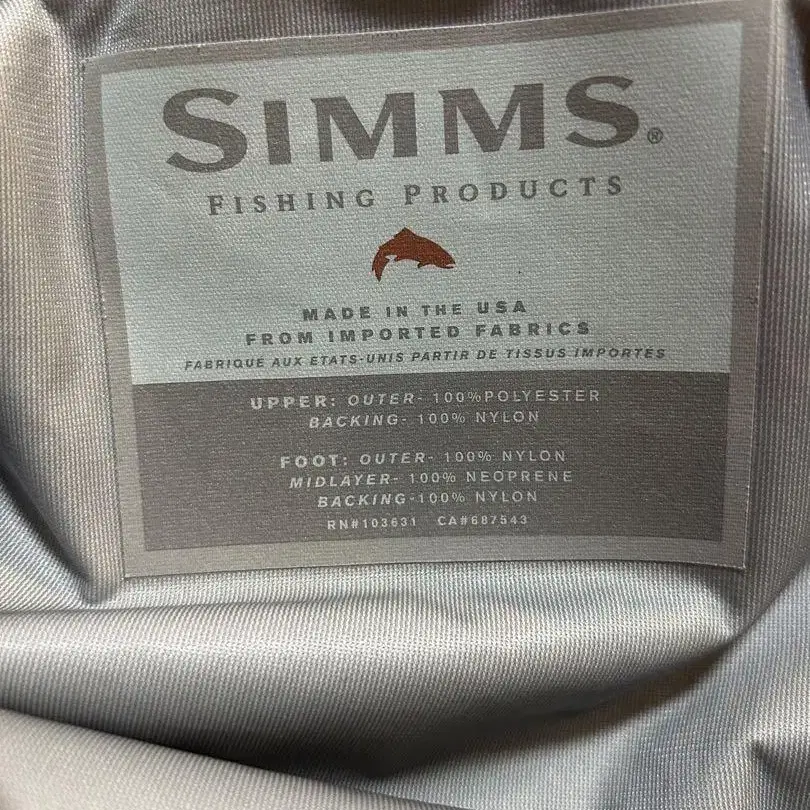 SIMMS®
FISHING PRODUCTS
MADE IN THE USA
FROM IMPORTED FABRICS
FABRIQUE AUX ETATS-UNIS PARTIR DE TISSUS IMPORTES
UPPER: OUTER- 100%POLYESTER
BACKING- 100% NYLON
FOOT: OUTER- 100% NYLON
MIDLAYER- 100% NEOPRENE
BACKING-100% NYLON
RN#103631 CA#687543